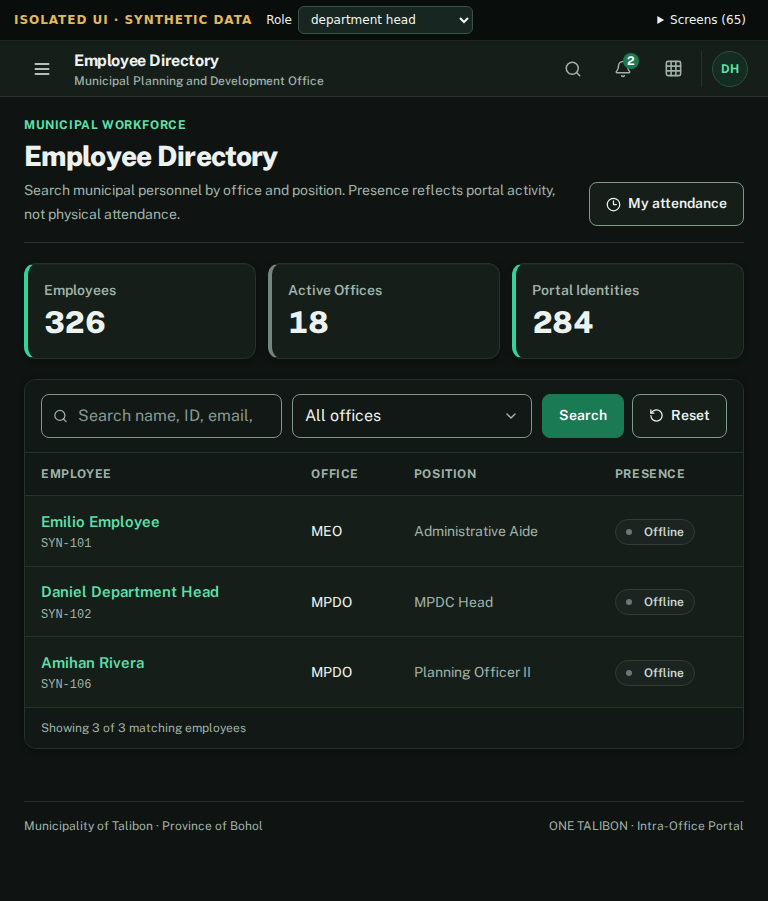 ISOLATED UI · SYNTHETIC DATA Role department head Screens (65)
Employee Directory
Municipal Planning and Development Office
2
DH
MUNICIPAL WORKFORCE
Employee Directory
Search municipal personnel by office and position. Presence reflects portal activity,
not physical attendance.
My attendance
Employees
326
Active Offices
18
Portal Identities
284
Search name, ID, email, All offices Search Reset
EMPLOYEE OFFICE POSITION PRESENCE
Emilio Employee
SYN-101
MEO Administrative Aide Offline
Daniel Department Head
SYN-102
MPDO MPDC Head Offline
Amihan Rivera
SYN-106
MPDO Planning Officer II Offline
Showing 3 of 3 matching employees
Municipality of Talibon · Province of Bohol ONE TALIBON · Intra-Office Portal